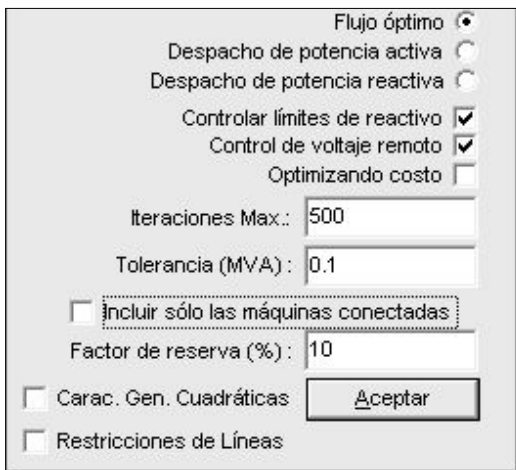 Flujo óptimo
Despacho de potencia activa
Despacho de potencia reactiva
Controlar límites de reactivo
Control de voltaje remoto
Optimizando costo
Iteraciones Max.: 500
Tolerancia (MVA) : 0.1
Incluir sólo las máquinas conectadas
Factor de reserva (%) : 10
Carac. Gen. Cuadráticas Aceptar
Restricciones de Líneas